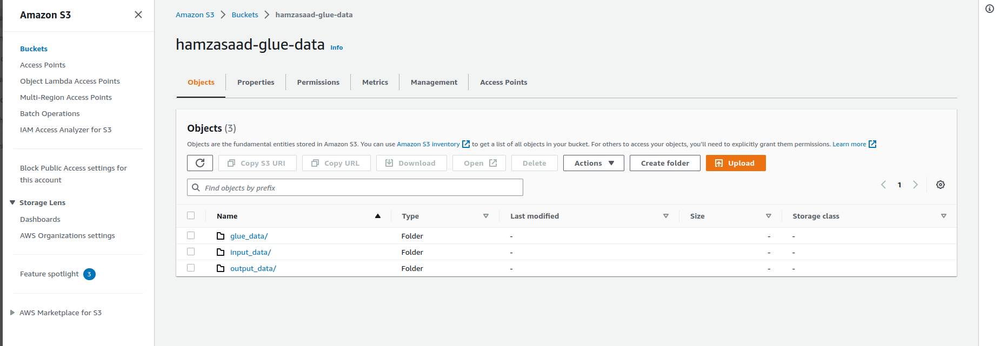 Amazon S3
Buckets
Access Points
Object Lambda Access Points
Multi-Region Access Points
Batch Operations
IAM Access Analyzer for S3
Block Public Access settings for
this account
Storage Lens
Dashboards
AWS Organizations settings
Feature spotlight 3
AWS Marketplace for S3
Amazon S3 Buckets hamzasaad-glue-data
hamzasaad-glue-data Info
Objects Properties Permissions Metrics Management Access Points
Objects (3)
Objects are the fundamental entities stored in Amazon S3. You can use Amazon S3 inventory to get a list of all objects in your bucket. For others to access your objects, you'll need to explicitly grant them permissions. Learn more
Copy S3 URI Copy URL Download Open Delete Actions Create folder Upload
Find objects by prefix 1
Name Type Last modified Size Storage class
glue_data/ Folder - - -
input_data/ Folder - - -
output_data/ Folder - - -